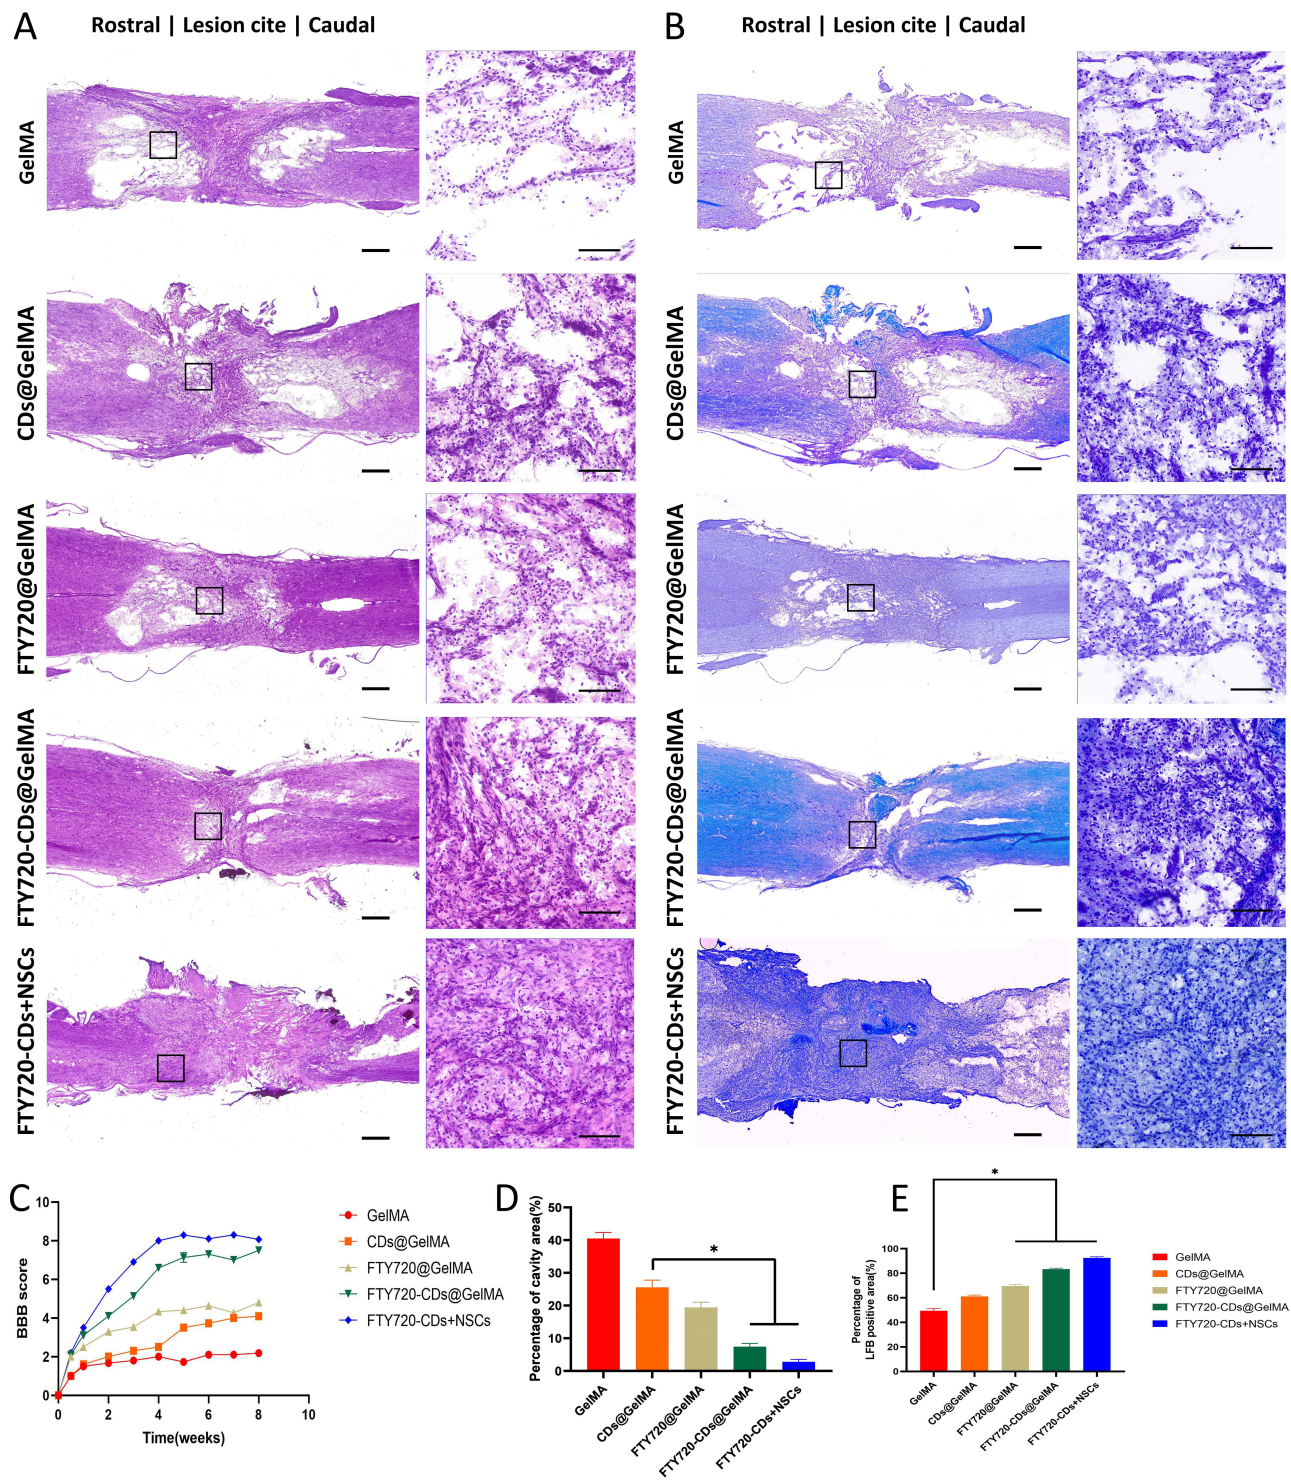 A
Rostral | Lesion cite | Caudal
B
Rostral | Lesion cite | Caudal
GelMA
GelMA
CDs@GelMA
CDs@GelMA
FTY720@GelMA
FTY720@GelMA
FTY720-CDs@GelMA
FTY720-CDs@GelMA
FTY720-CDs+NSCs
FTY720-CDs+NSCs
C
BBB score
10
8
6
4
2
0
0 2 4 6 8 10
Time(weeks)
GelMA
CDs@GelMA
FTY720@GelMA
FTY720-CDs@GelMA
FTY720-CDs+NSCs
D
Percentage of cavity area(%)
50
40
30
20
10
0
*
GelMA
CDs@GelMA
FTY720@GelMA
FTY720-CDs@GelMA
FTY720-CDs+NSCs
E
Percentage of
LFB positive area(%)
100
80
60
40
20
0
*
GelMA
CDs@GelMA
FTY720@GelMA
FTY720-CDs@GelMA
FTY720-CDs+NSCs
GelMA
CDs@GelMA
FTY720@GelMA
FTY720-CDs@GelMA
FTY720-CDs+NSCs